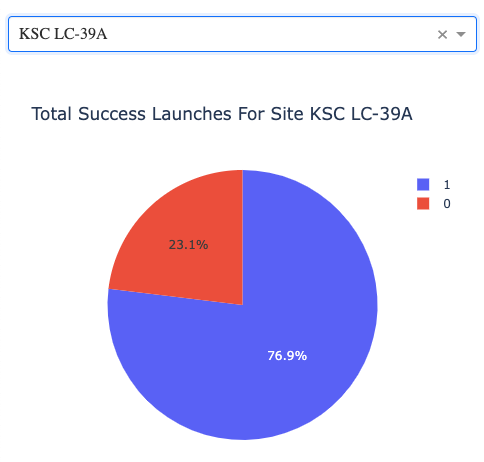 KSC LC-39A
Total Success Launches For Site KSC LC-39A
1
0
23.1%
76.9%